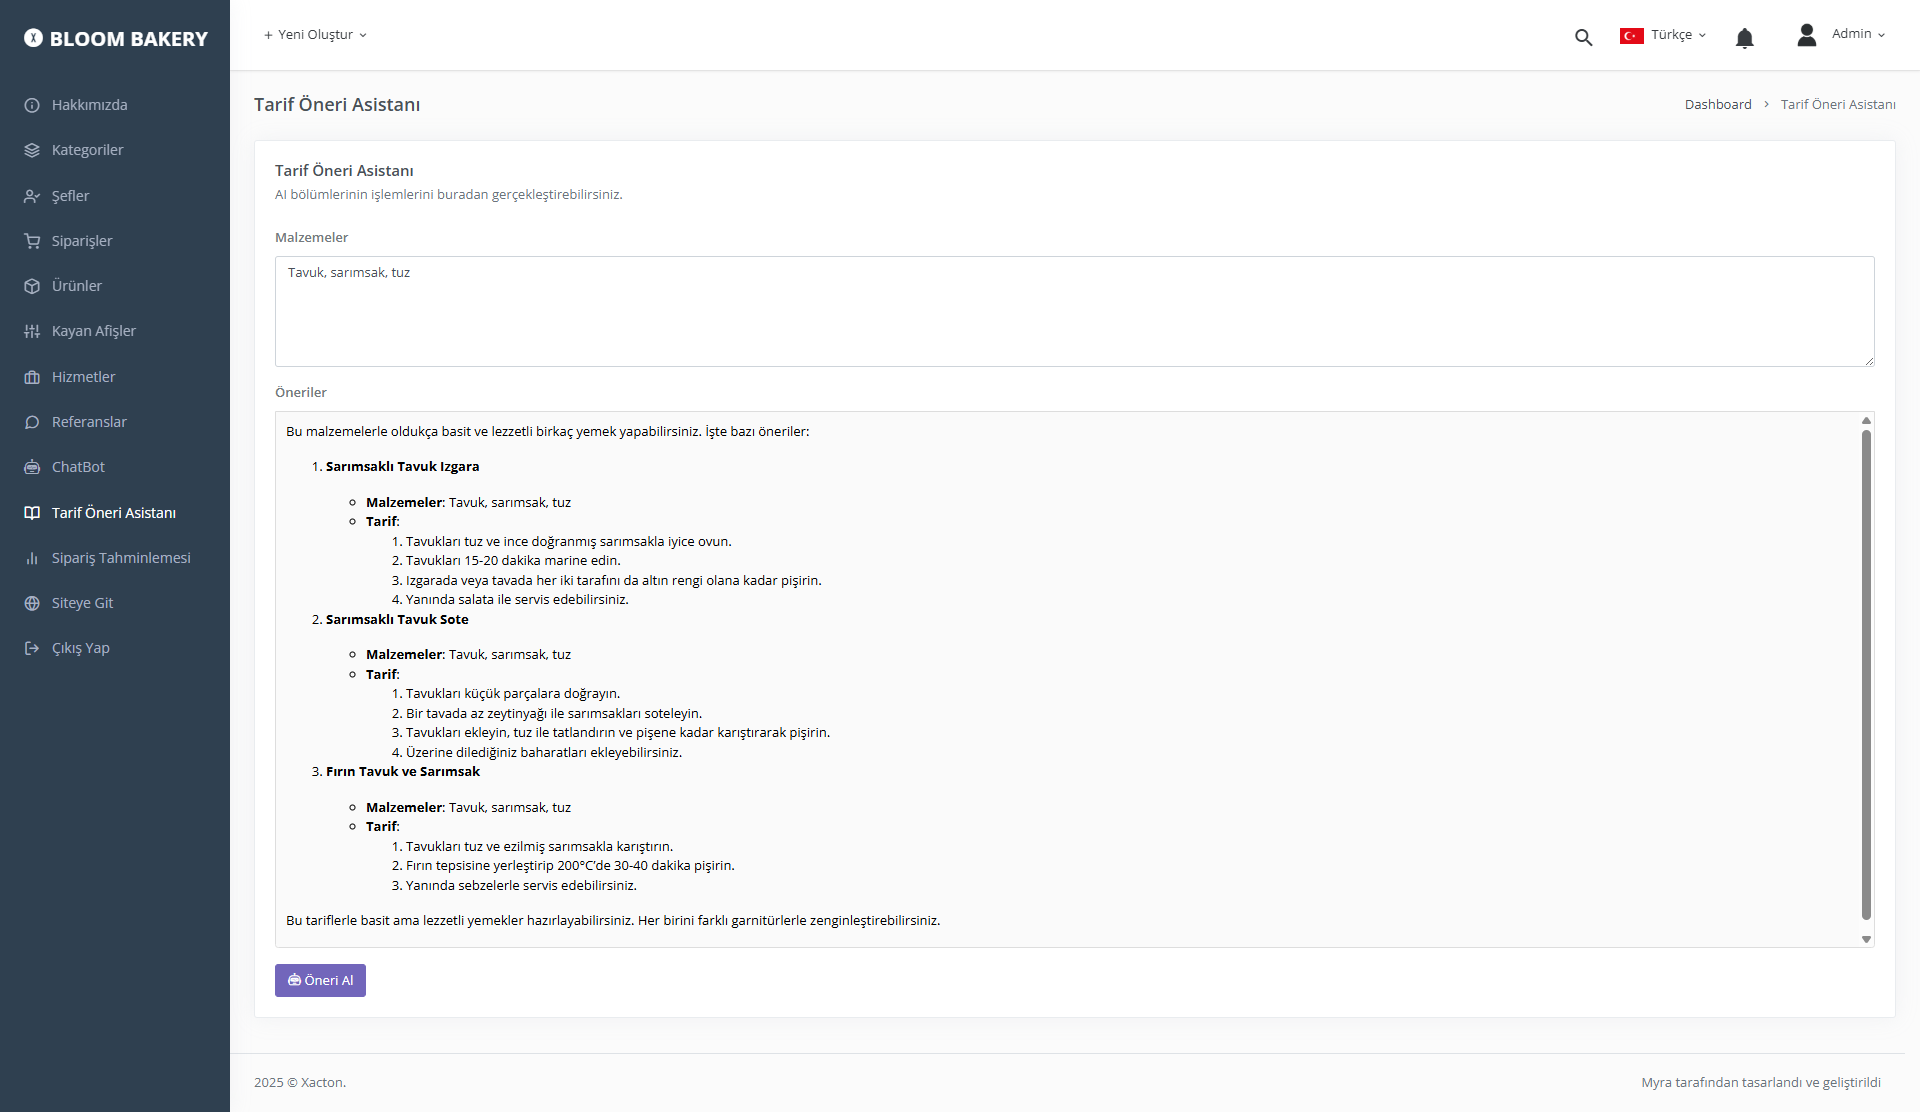 BLOOM BAKERY
Hakkımızda
Kategoriler
Şefler
Siparişler
Ürünler
Kayan Afişler
Hizmetler
Referanslar
ChatBot
Tarif Öneri Asistanı
Sipariş Tahminlemesi
Siteye Git
Çıkış Yap
+ Yeni Oluştur
Türkçe
Admin
Tarif Öneri Asistanı
Dashboard > Tarif Öneri Asistanı
Tarif Öneri Asistanı
AI bölümlerinin işlemlerini buradan gerçekleştirebilirsiniz.
Malzemeler
Tavuk, sarımsak, tuz
Öneriler
Bu malzemelerle oldukça basit ve lezzetli birkaç yemek yapabilirsiniz. İşte bazı öneriler:
1. Sarımsaklı Tavuk Izgara
Malzemeler: Tavuk, sarımsak, tuz
Tarif:
1. Tavukları tuz ve ince doğranmış sarımsakla iyice ovun.
2. Tavukları 15-20 dakika marine edin.
3. Izgarada veya tavada her iki tarafını da altın rengi olana kadar pişirin.
4. Yanında salata ile servis edebilirsiniz.
2. Sarımsaklı Tavuk Sote
Malzemeler: Tavuk, sarımsak, tuz
Tarif:
1. Tavukları küçük parçalara doğrayın.
2. Bir tavada az zeytinyağı ile sarımsakları soteleyin.
3. Tavukları ekleyin, tuz ile tatlandırın ve pişene kadar karıştırarak pişirin.
4. Üzerine dilediğiniz baharatları ekleyebilirsiniz.
3. Fırın Tavuk ve Sarımsak
Malzemeler: Tavuk, sarımsak, tuz
Tarif:
1. Tavukları tuz ve ezilmiş sarımsakla karıştırın.
2. Fırın tepsisine yerleştirip 200°C'de 30-40 dakika pişirin.
3. Yanında sebzelerle servis edebilirsiniz.
Bu tariflerle basit ama lezzetli yemekler hazırlayabilirsiniz. Her birini farklı garnitürlerle zenginleştirebilirsiniz.
Öneri Al
2025 © Xacton.
Myra tarafından tasarlandı ve geliştirildi